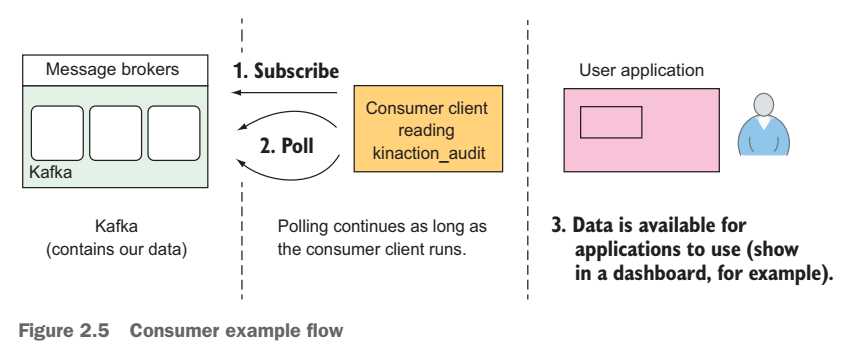 Message brokers
Kafka
Kafka
(contains our data)
1. Subscribe
2. Poll
Consumer client
reading
kinaction_audit
Polling continues as long as
the consumer client runs.
User application
3. Data is available for
applications to use (show
in a dashboard, for example).
Figure 2.5 Consumer example flow